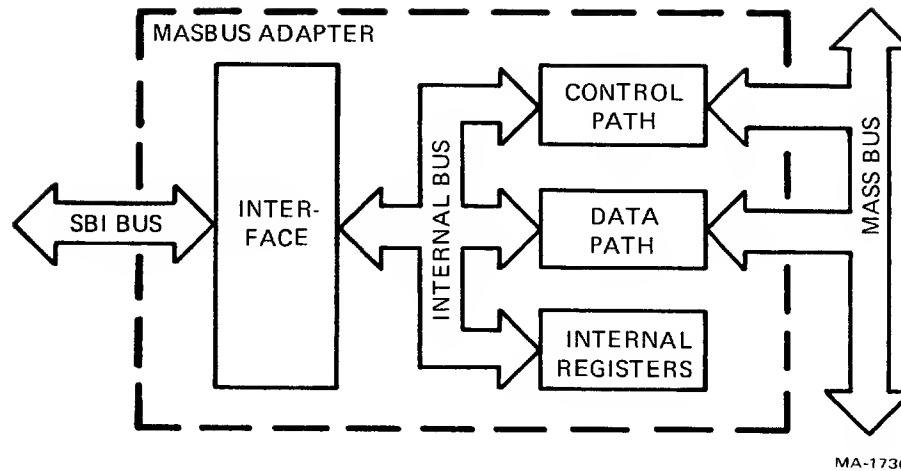 MASBUS ADAPTER
SBI BUS
INTER-
FACE
INTERNAL BUS
CONTROL
PATH
DATA
PATH
INTERNAL
REGISTERS
MASS BUS